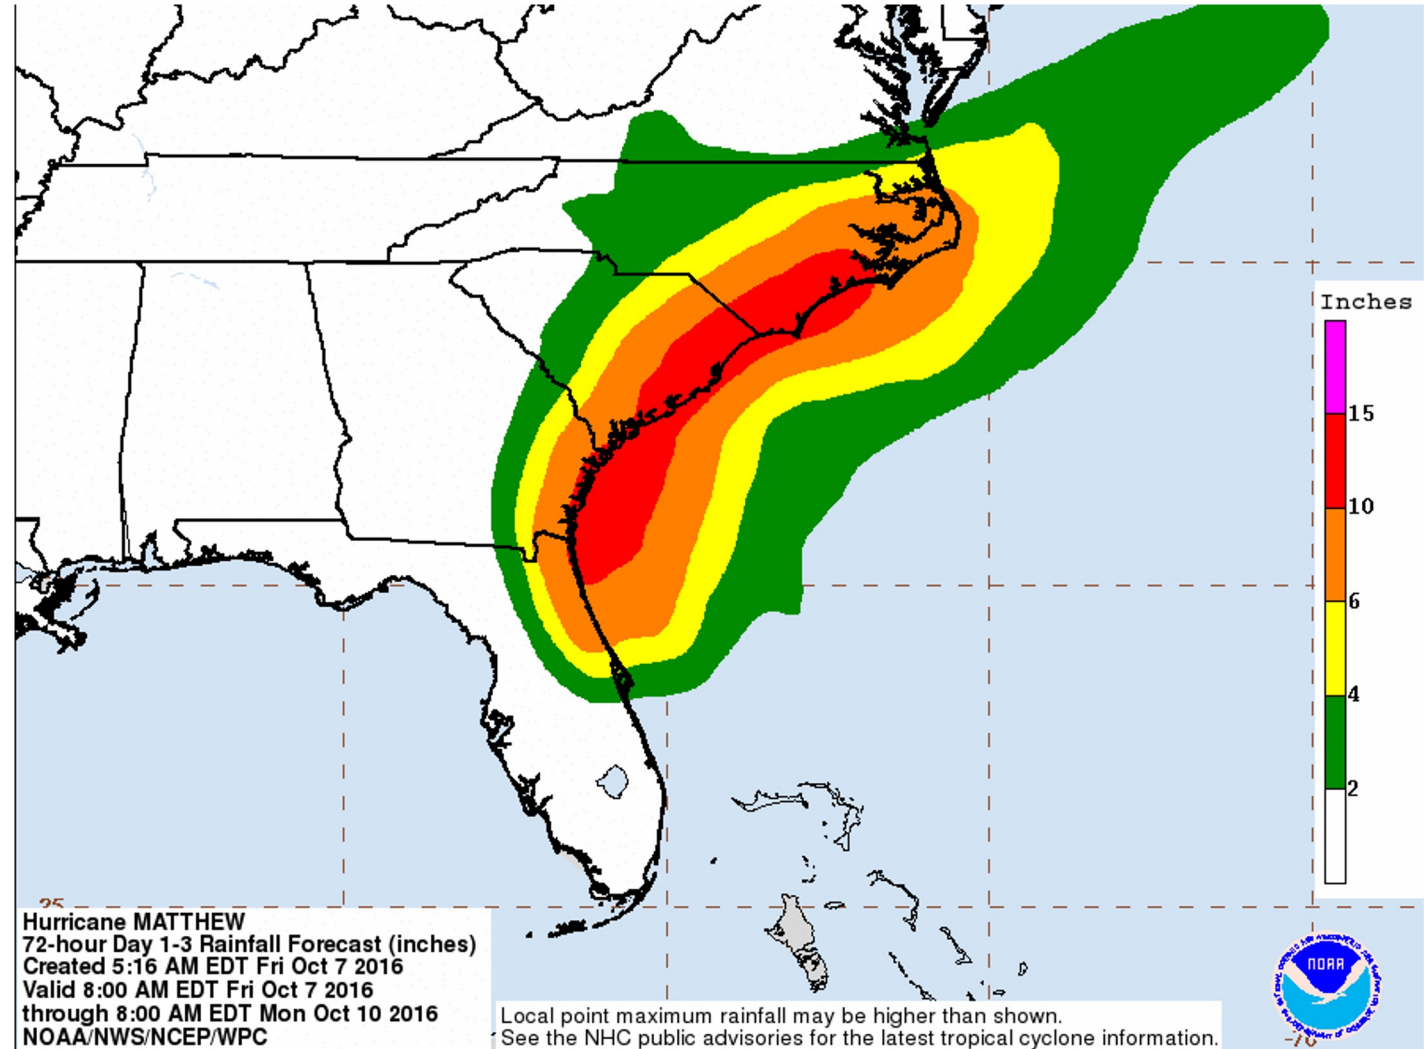 Inches
15
10
6
4
2
25
Hurricane MATTHEW
72-hour Day 1-3 Rainfall Forecast (inches)
Created 5:16 AM EDT Fri Oct 7 2016
Valid 8:00 AM EDT Fri Oct 7 2016
through 8:00 AM EDT Mon Oct 10 2016
NOAA/NWS/NCEP/WPC
Local point maximum rainfall may be higher than shown.
See the NHC public advisories for the latest tropical cyclone information.
NOAA
-70